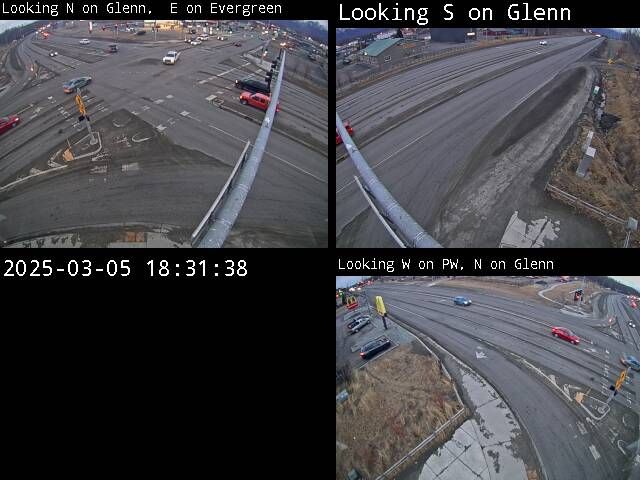 Looking N on Glenn,  E on Evergreen
Looking S on Glenn
2025-03-05 18:31:38
Looking W on PW, N on Glenn